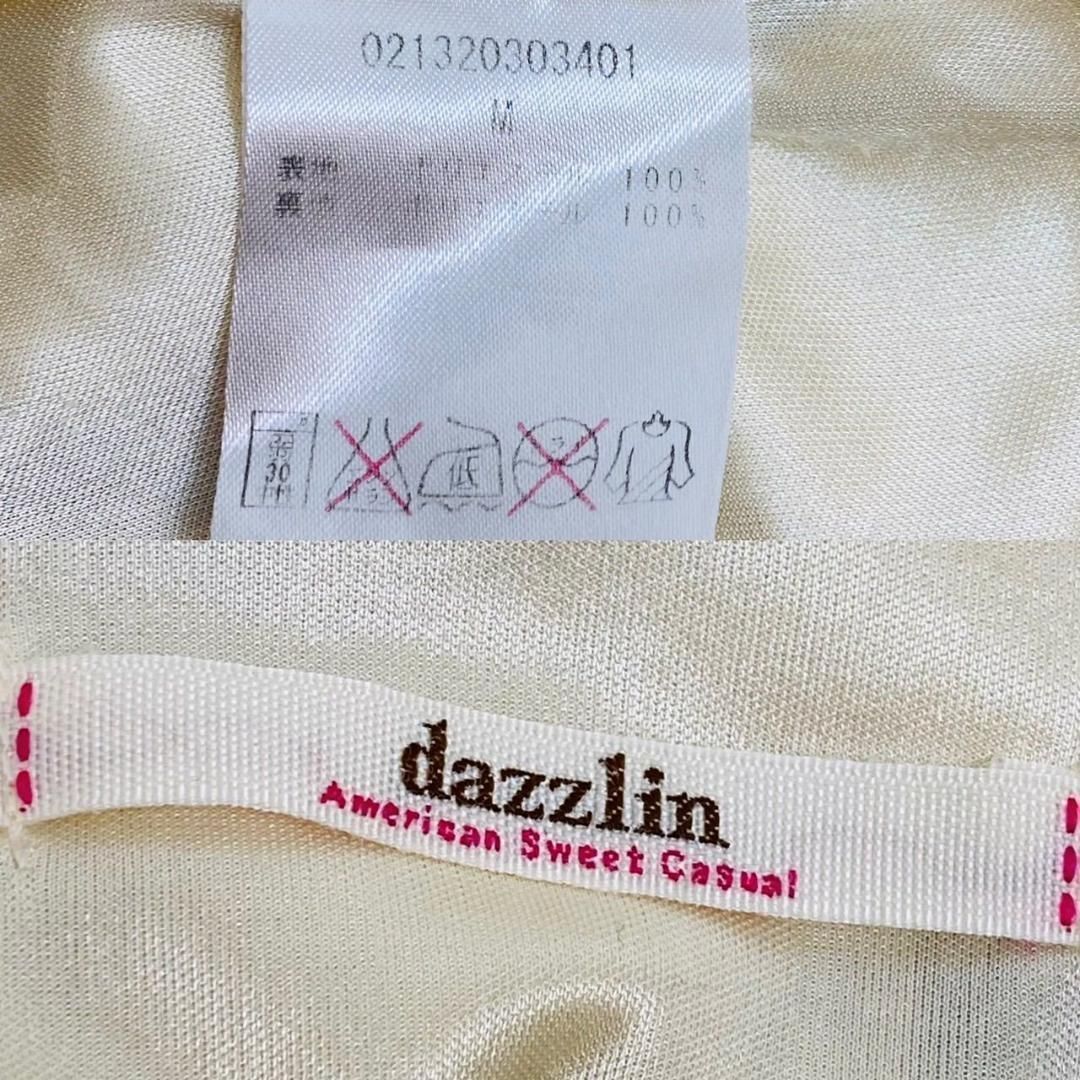 021320303401
M
表地 100%
裏地 100%
30
低
dazzlin
American Sweet Casual